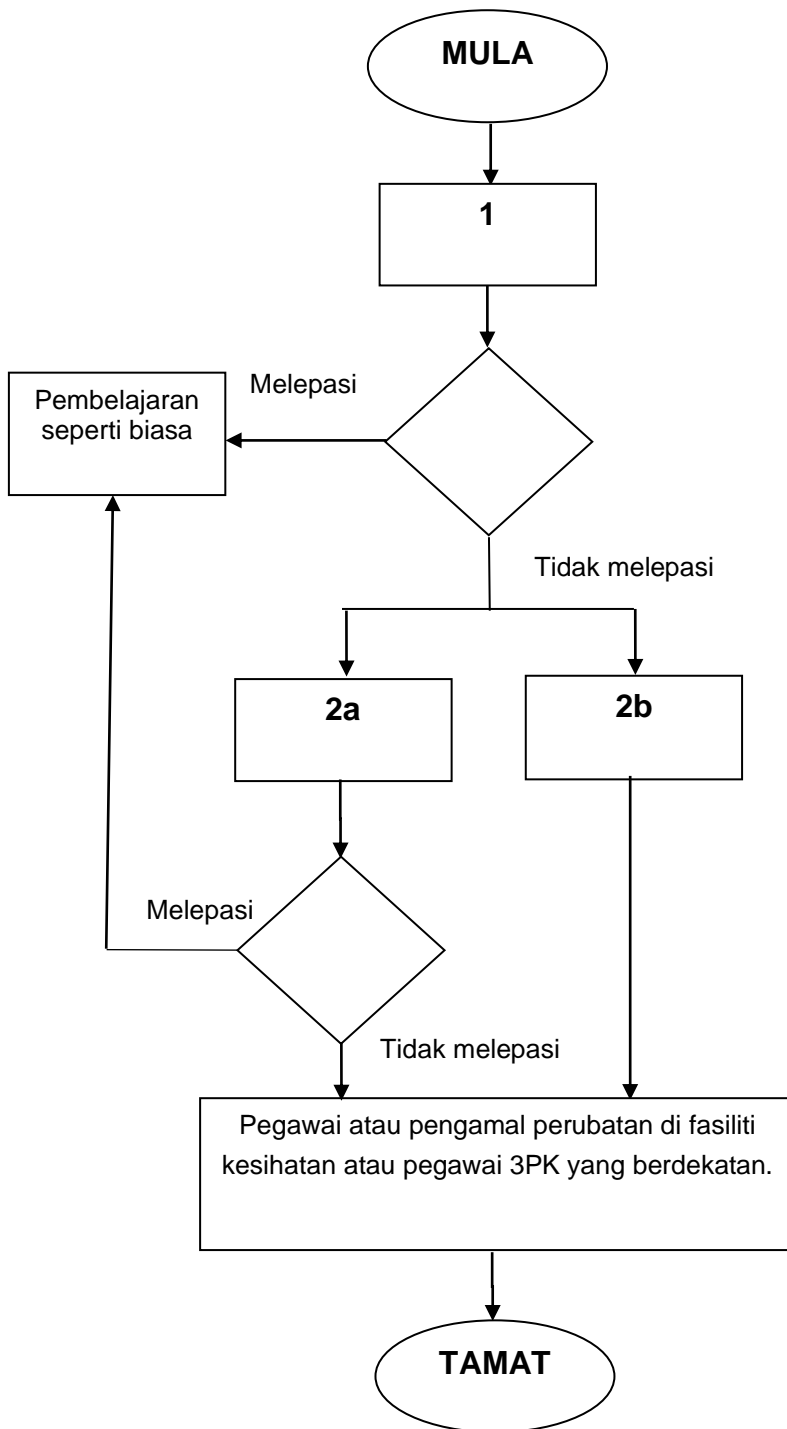 MULA
1
Melepasi
Pembelajaran
seperti biasa
Tidak melepasi
2a
2b
Melepasi
Tidak melepasi
Pegawai atau pengamal perubatan di fasiliti
kesihatan atau pegawai 3PK yang berdekatan.
TAMAT